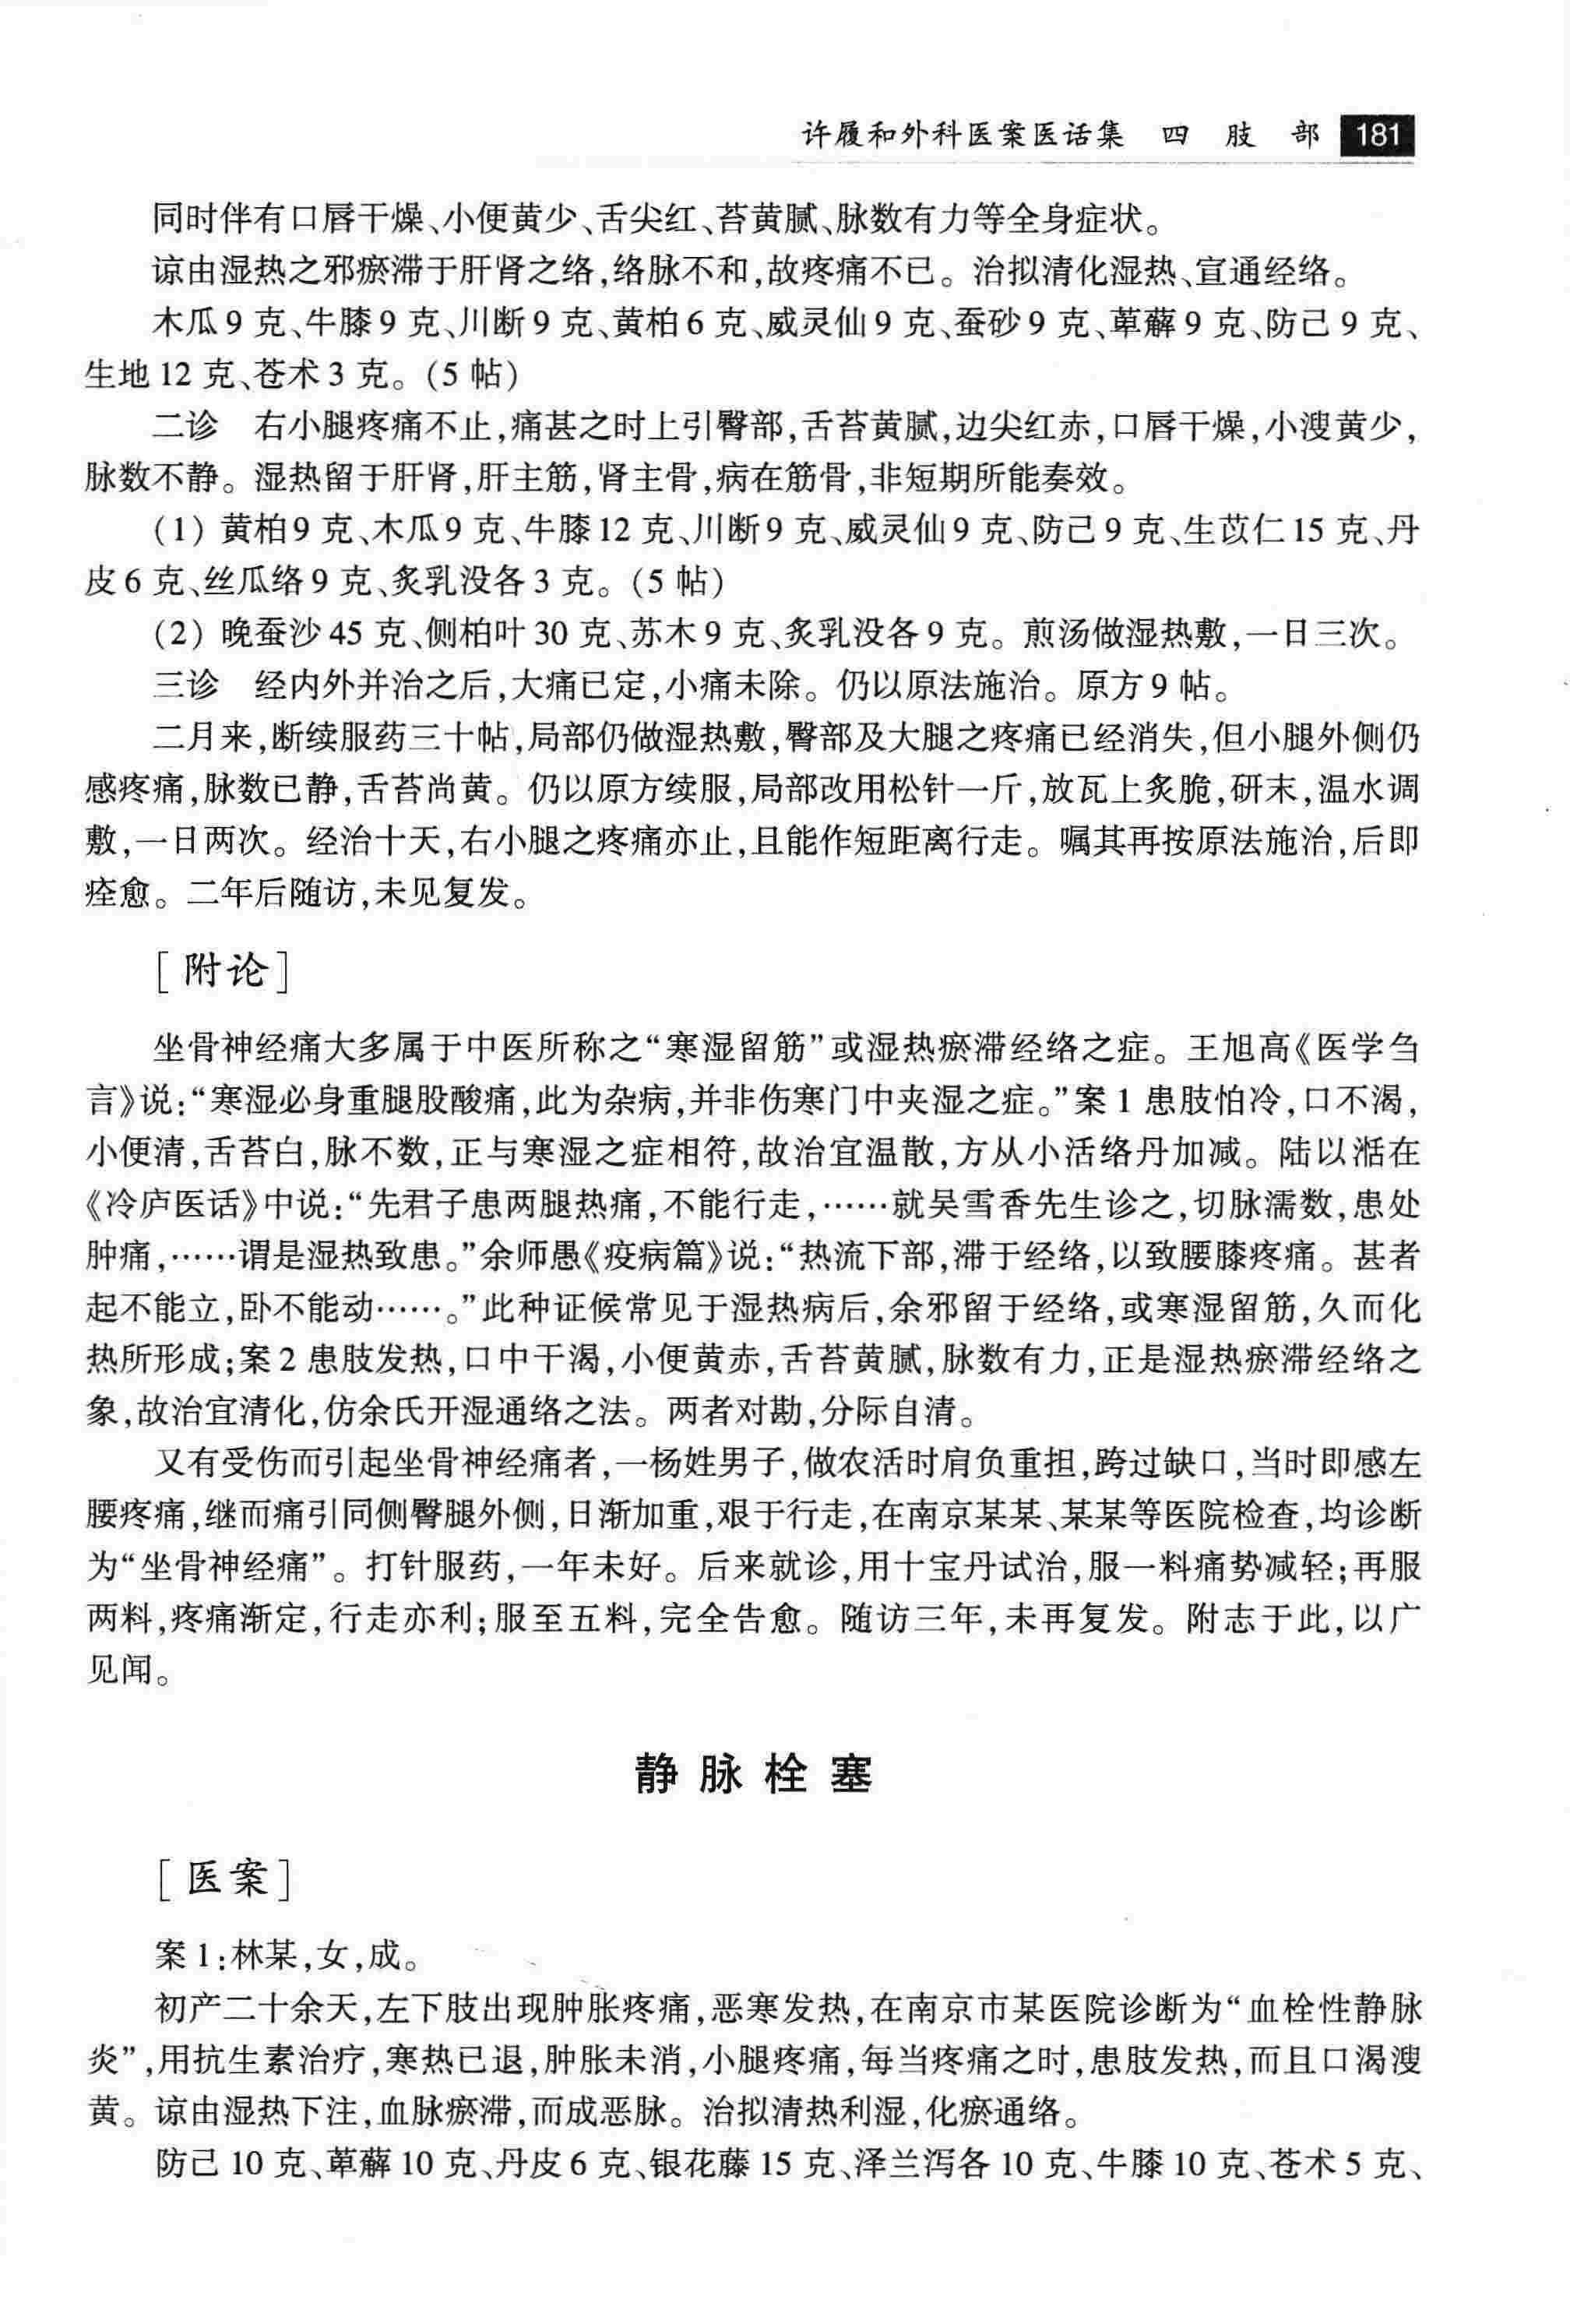 许履和外科医案医话集 四 肢 部 181
同时伴有口唇干燥、小便黄少、舌尖红、苔黄腻、脉数有力等全身症状。
谅由湿热之邪瘀滞于肝肾之络,络脉不和,故疼痛不已。治拟清化湿热、宣通经络。
木瓜9克、牛膝9克、川断9克、黄柏6克、威灵仙9克、蚕砂9克、萆薢9克、防己9克、
生地12克、苍术3克。(5帖)
二诊 右小腿疼痛不止,痛甚之时上引臀部,舌苔黄腻,边尖红赤,口唇干燥,小溲黄少,
脉数不静。湿热留于肝肾,肝主筋,肾主骨,病在筋骨,非短期所能奏效。
(1) 黄柏9克、木瓜9克、牛膝12克、川断9克、威灵仙9克、防己9克、生苡仁15克、丹
皮6克、丝瓜络9克、炙乳没各3克。(5帖)
(2) 晚蚕沙45克、侧柏叶30克、苏木9克、炙乳没各9克。煎汤做湿热敷,一日三次。
三诊 经内外并治之后,大痛已定,小痛未除。仍以原法施治。原方9帖。
二月来,断续服药三十帖,局部仍做湿热敷,臀部及大腿之疼痛已经消失,但小腿外侧仍
感疼痛,脉数已静,舌苔尚黄。仍以原方续服,局部改用松针一斤,放瓦上炙脆,研末,温水调
敷,一日两次。经治十天,右小腿之疼痛亦止,且能作短距离行走。嘱其再按原法施治,后即
痊愈。二年后随访,未见复发。
[附论]
坐骨神经痛大多属于中医所称之“寒湿留筋”或湿热瘀滞经络之症。王旭高《医学刍
言》说:“寒湿必身重腿股酸痛,此为杂病,并非伤寒门中夹湿之症。”案1患肢怕冷,口不渴,
小便清,舌苔白,脉不数,正与寒湿之症相符,故治宜温散,方从小活络丹加减。陆以湉在
《冷庐医话》中说:“先君子患两腿热痛,不能行走,……就吴雪香先生诊之,切脉濡数,患处
肿痛,……谓是湿热致患。”余师愚《疫病篇》说:“热流下部,滞于经络,以致腰膝疼痛。甚者
起不能立,卧不能动……。”此种证候常见于湿热病后,余邪留于经络,或寒湿留筋,久而化
热所形成;案2患肢发热,口中干渴,小便黄赤,舌苔黄腻,脉数有力,正是湿热瘀滞经络之
象,故治宜清化,仿余氏开湿通络之法。两者对勘,分际自清。
又有受伤而引起坐骨神经痛者,一杨姓男子,做农活时肩负重担,跨过缺口,当时即感左
腰疼痛,继而痛引同侧臀腿外侧,日渐加重,艰于行走,在南京某某、某某等医院检查,均诊断
为“坐骨神经痛”。打针服药,一年未好。后来就诊,用十宝丹试治,服一料痛势减轻;再服
两料,疼痛渐定,行走亦利;服至五料,完全告愈。随访三年,未再复发。附志于此,以广
见闻。
静脉栓塞
[医案]
案1:林某,女,成。
初产二十余天,左下肢出现肿胀疼痛,恶寒发热,在南京市某医院诊断为“血栓性静脉
炎”,用抗生素治疗,寒热已退,肿胀未消,小腿疼痛,每当疼痛之时,患肢发热,而且口渴溲
黄。谅由湿热下注,血脉瘀滞,而成恶脉。治拟清热利湿,化瘀通络。
防己10克、萆薢10克、丹皮6克、银花藤15克、泽兰泻各10克、牛膝10克、苍术5克、